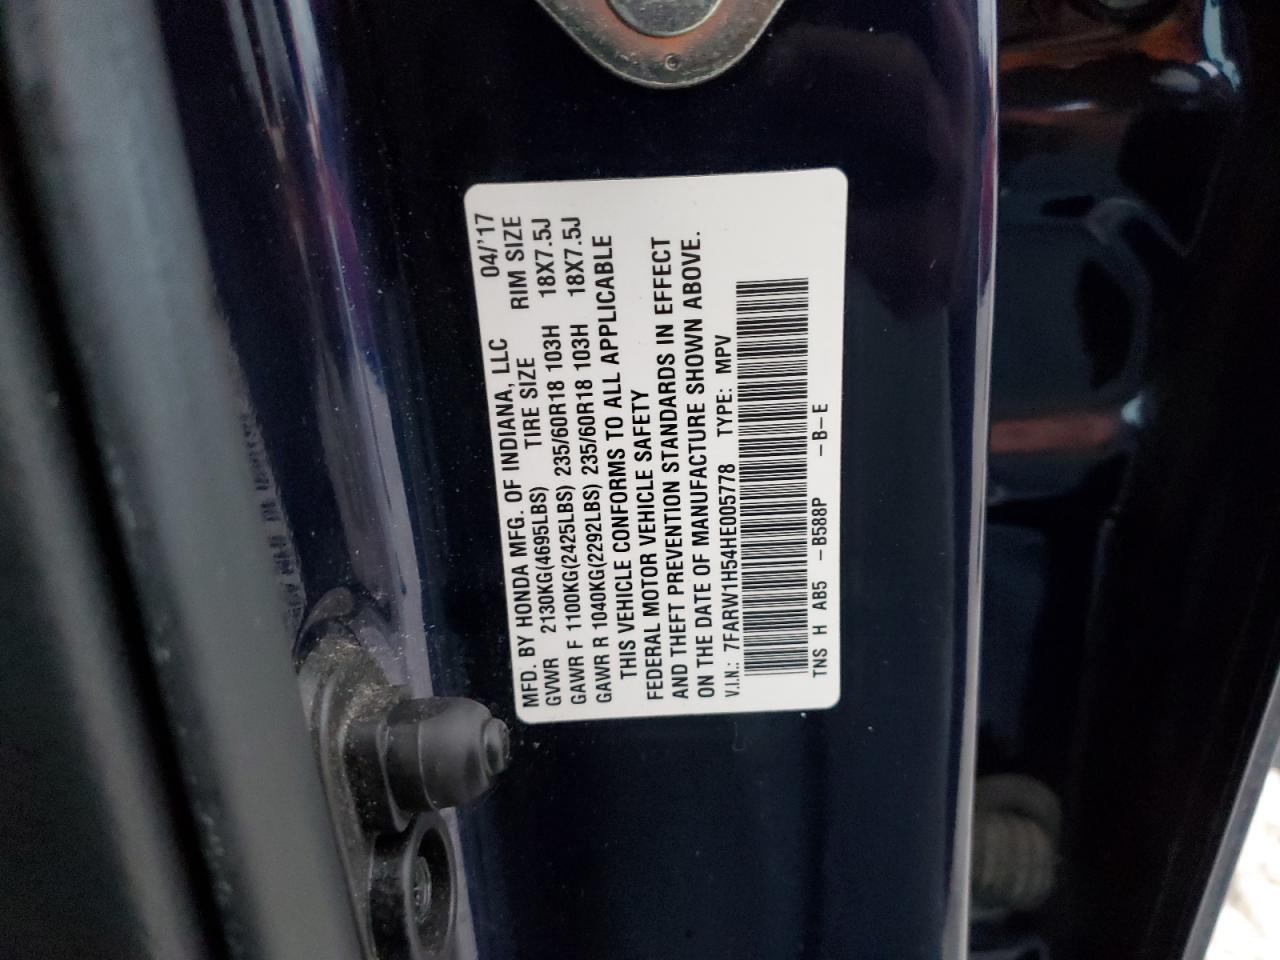 MFD. BY HONDA MFG. OF INDIANA, LLC 04/'17
GVWR 2130KG(4695LBS) TIRE SIZE RIM SIZE
GAWR F 1100KG(2425LBS) 235/60R18 103H 18X7.5J
GAWR R 1040KG(2292LBS) 235/60R18 103H 18X7.5J
THIS VEHICLE CONFORMS TO ALL APPLICABLE
FEDERAL MOTOR VEHICLE SAFETY
AND THEFT PREVENTION STANDARDS IN EFFECT
ON THE DATE OF MANUFACTURE SHOWN ABOVE.
V.I.N.: 7FARW1H54HE005778 TYPE: MPV
TNS H AB5 -B588P -B-E